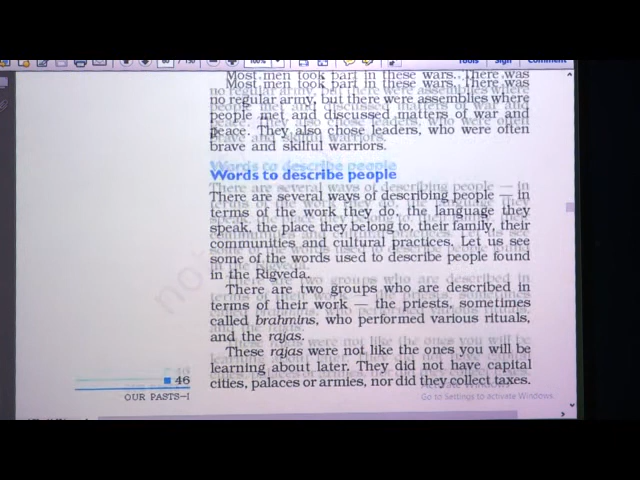 Tools Sign Comment
Most men took part in these wars. There was
no regular army, but there were assemblies where
people met and discussed matters of war and
peace. They also chose leaders, who were often
brave and skilful warriors.
Words to describe people
There are several ways of describing people — in
terms of the work they do, the language they
speak, the place they belong to, their family, their
communities and cultural practices. Let us see
some of the words used to describe people found
in the Rigveda.
There are two groups who are described in
terms of their work — the priests, sometimes
called brahmins, who performed various rituals,
and the rajas.
These rajas were not like the ones you will be
learning about later. They did not have capital
cities, palaces or armies, nor did they collect taxes.
46
OUR PASTS–I
Go to Settings to activate Windows.